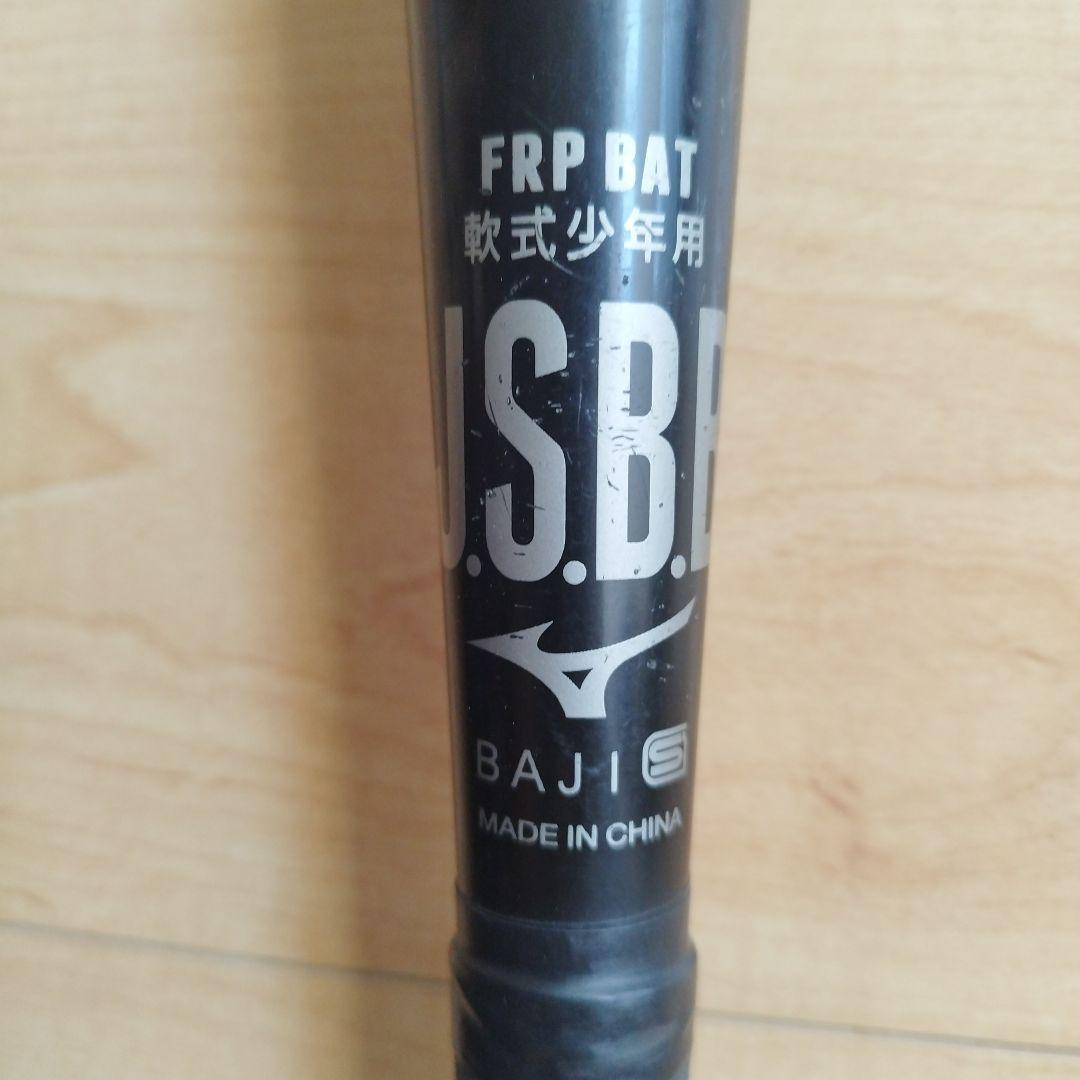 FRP BAT
軟式少年用
J.S.B.B
BAJI S
MADE IN CHINA